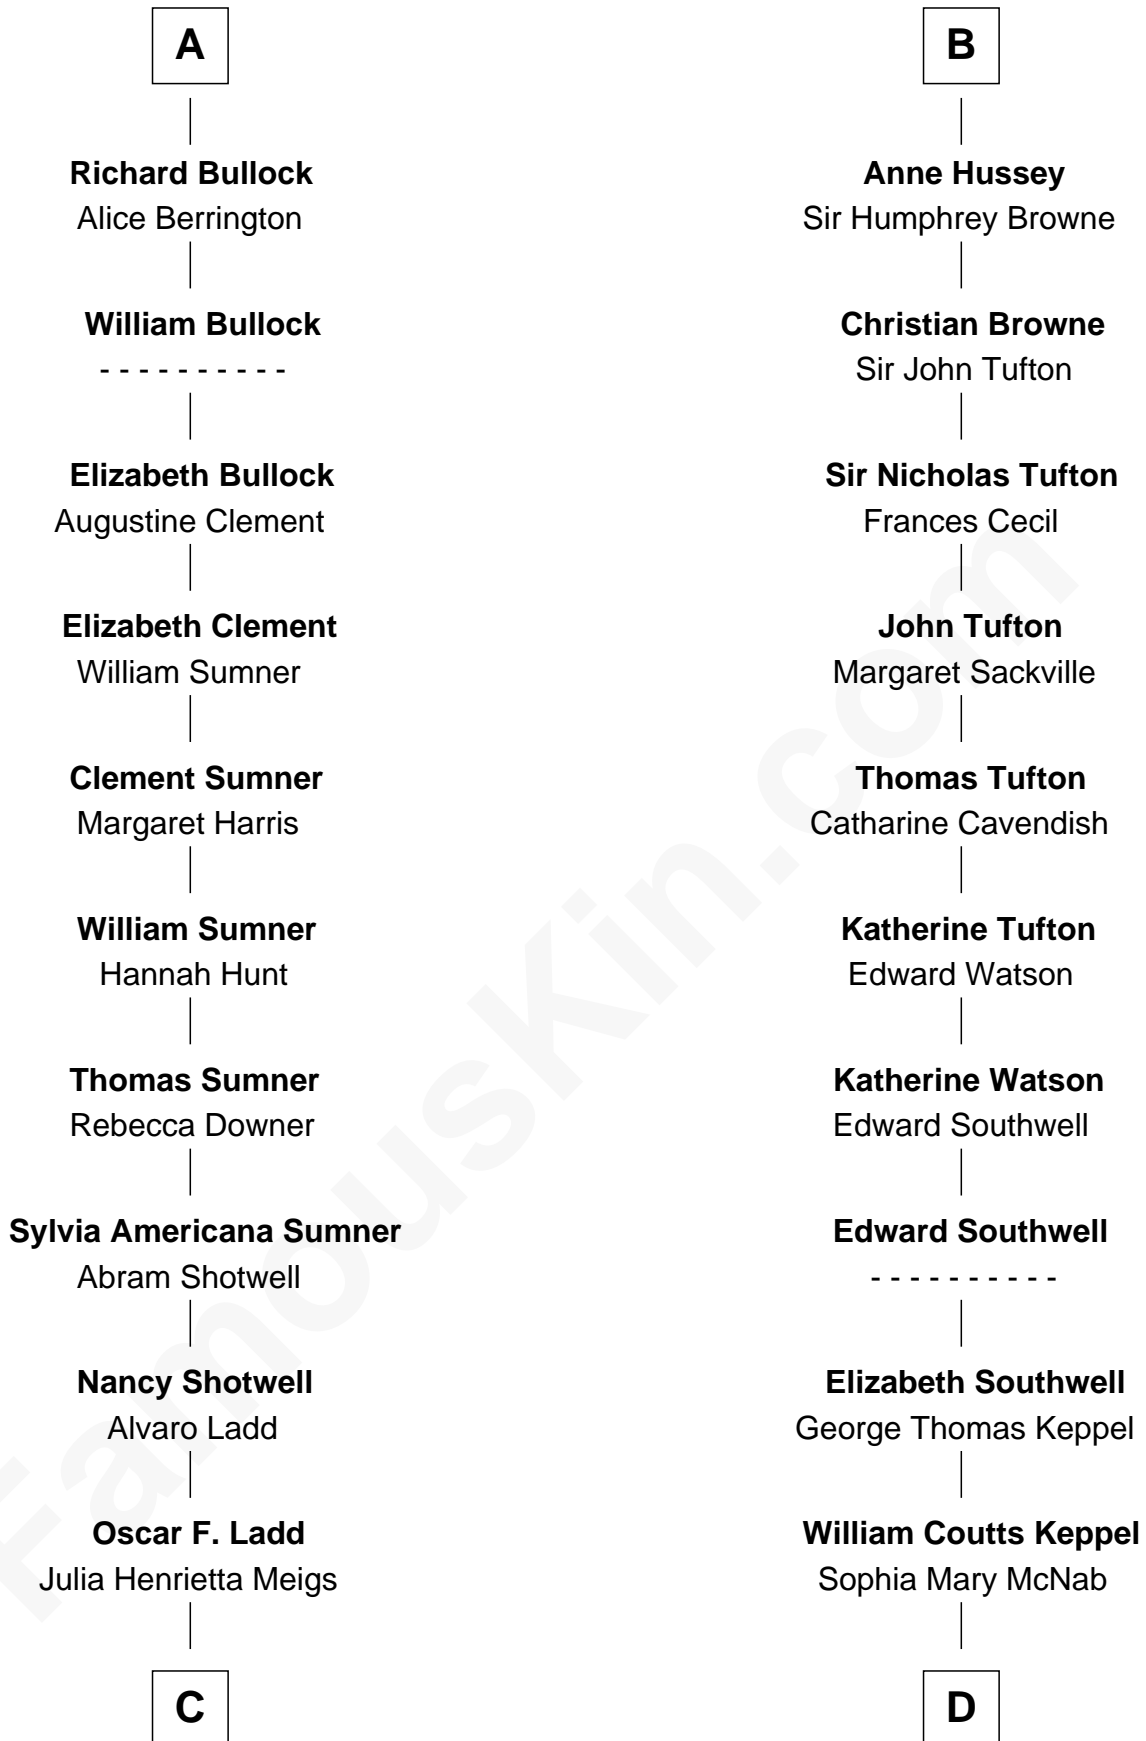 A
Richard Bullock
Alice Berrington
William Bullock
- - - - - - - - - -
Elizabeth Bullock
Augustine Clement
Elizabeth Clement
William Sumner
Clement Sumner
Margaret Harris
William Sumner
Hannah Hunt
Thomas Sumner
Rebecca Downer
Sylvia Americana Sumner
Abram Shotwell
Nancy Shotwell
Alvaro Ladd
Oscar F. Ladd
Julia Henrietta Meigs
C
B
Anne Hussey
Sir Humphrey Browne
Christian Browne
Sir John Tufton
Sir Nicholas Tufton
Frances Cecil
John Tufton
Margaret Sackville
Thomas Tufton
Catharine Cavendish
Katherine Tufton
Edward Watson
Katherine Watson
Edward Southwell
Edward Southwell
- - - - - - - - - -
Elizabeth Southwell
George Thomas Keppel
William Coutts Keppel
Sophia Mary McNab
D
FamousKin.com